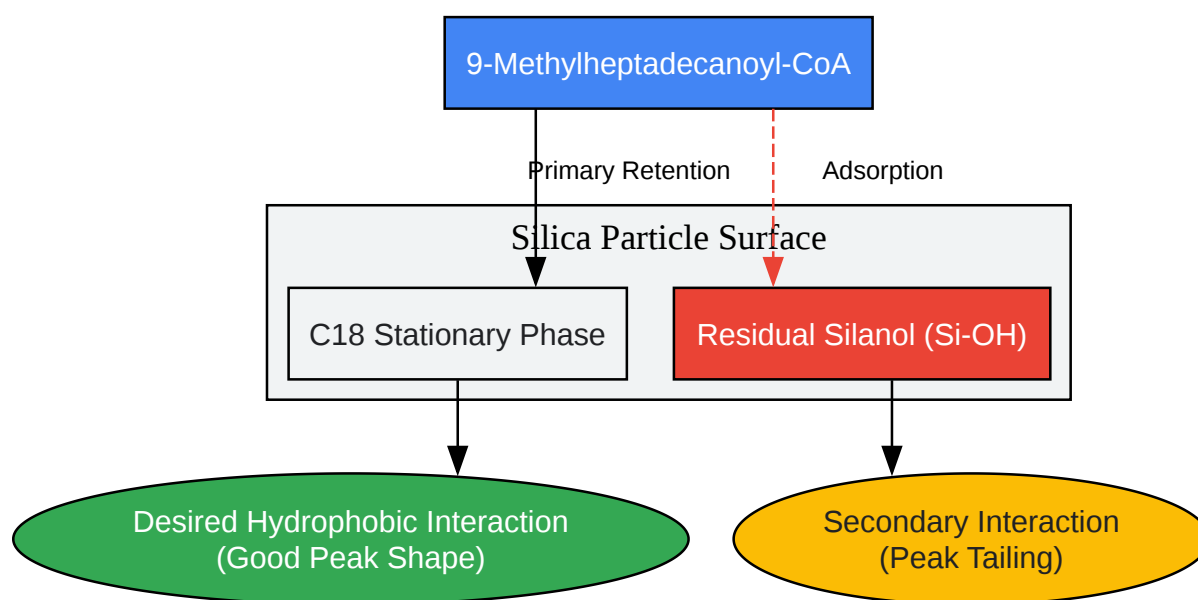 9-Methylheptadecanoyl-CoA
Primary Retention
Adsorption
Silica Particle Surface
C18 Stationary Phase
Residual Silanol (Si-OH)
Desired Hydrophobic Interaction
(Good Peak Shape)
Secondary Interaction
(Peak Tailing)